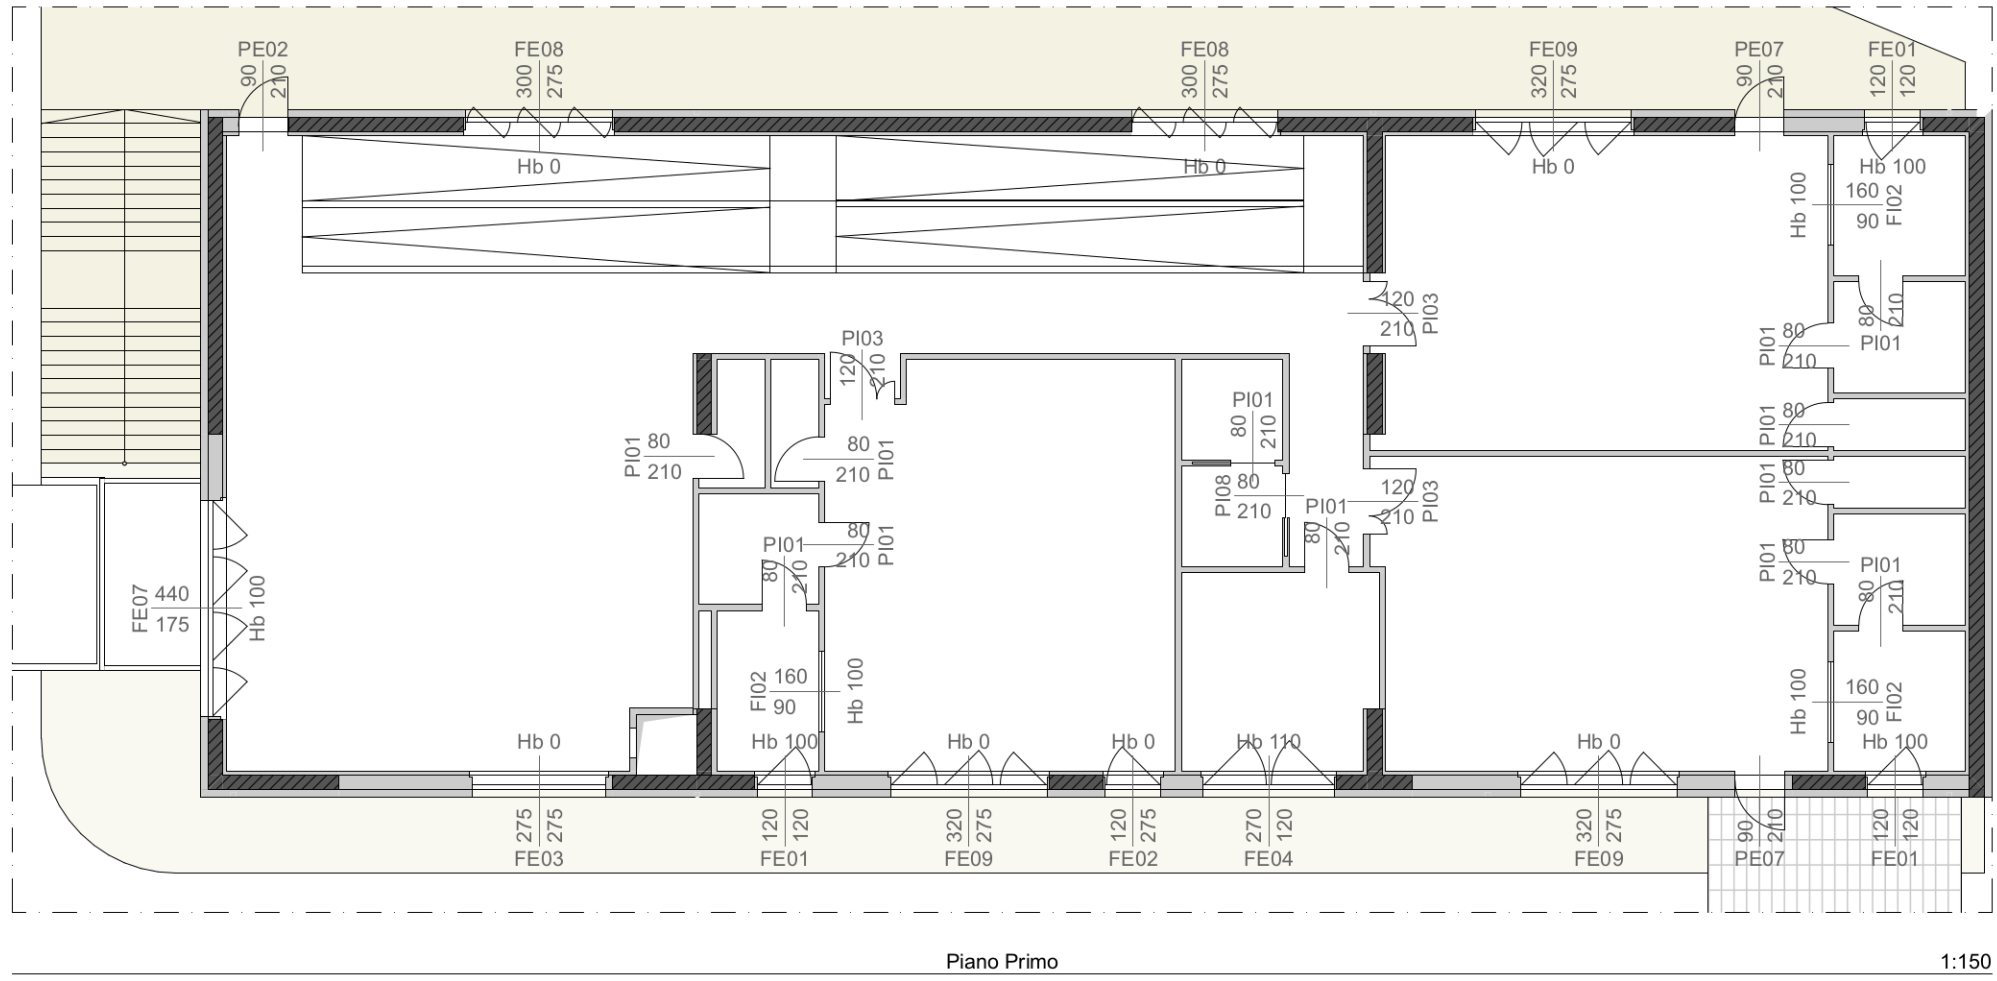 PE02
90
210
FE08
300
275
Hb 0
FE08
300
275
Hb 0
FE09
320
275
Hb 0
PE07
90
210
FE01
120
120
Hb 100
Hb 100
160
90
FI02
120
210
PI03
80
210
PI01
PI01
80
210
PI03
120
210
PI01
80
210
PI01
80
210
PI01
80
210
80
210
PI01
PI01
80
210
PI08
80
210
120
210
PI03
PI01
80
210
80
210
PI01
PI01
80
210
PI01
80
210
PI01
80
210
FE07
440
175
Hb 100
FI02
160
90
Hb 100
Hb 100
160
90
FI02
Hb 0
Hb 100
Hb 0
Hb 0
Hb 110
Hb 0
Hb 100
275
275
FE03
120
120
FE01
320
275
FE09
120
275
FE02
270
120
FE04
320
275
FE09
90
210
PE07
120
120
FE01
Piano Primo
1:150